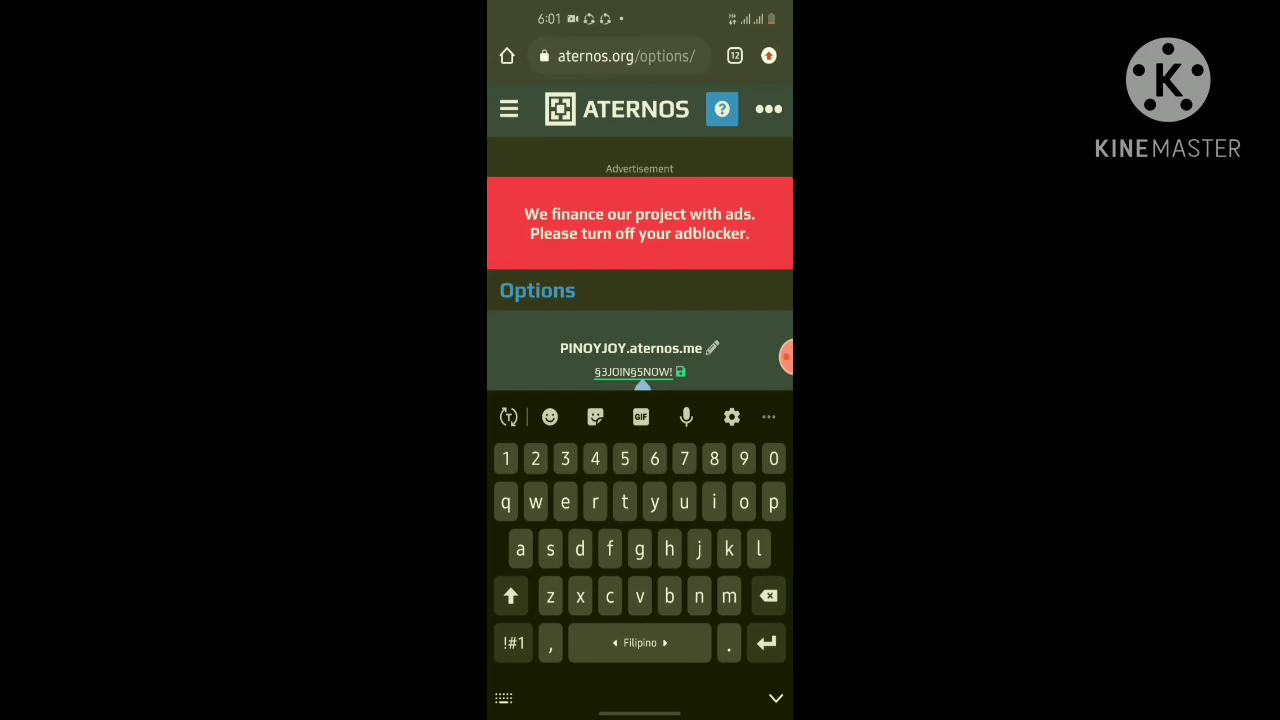 6:01
aternos.org/options/
12
ATERNOS
?
K
KINEMASTER
Advertisement
We finance our project with ads.
Please turn off your adblocker.
Options
PINOYJOY.aternos.me
§3JOIN§5NOW!
T
GIF
1 2 3 4 5 6 7 8 9 0
q w e r t y u i o p
a s d f g h j k l
z x c v b n m
!#1 , Filipino .